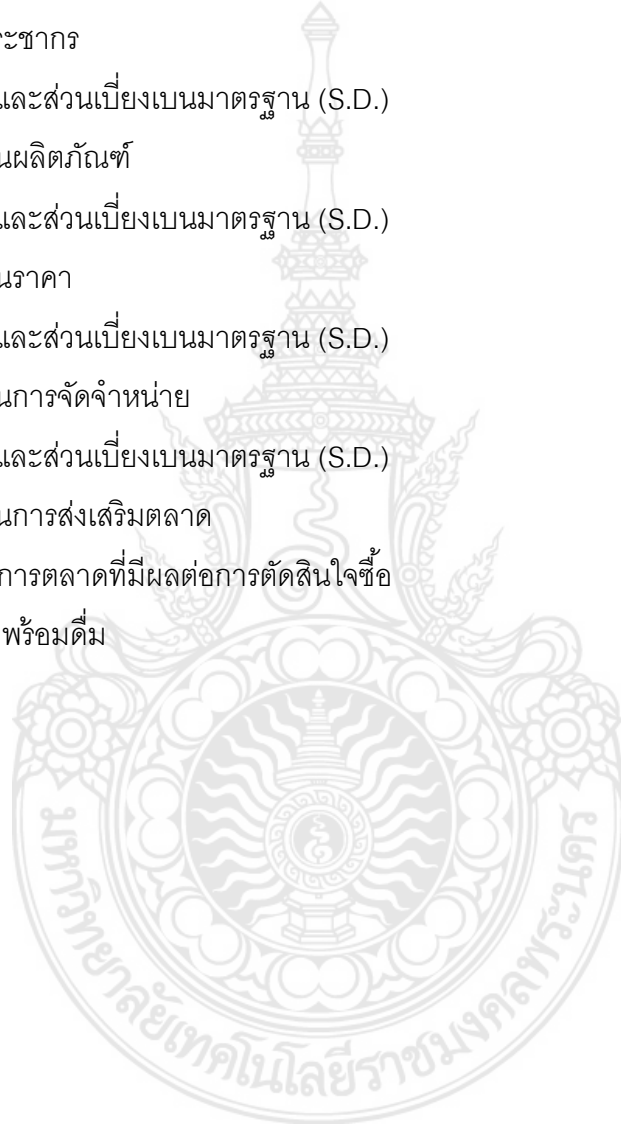 ะชากร
และส่วนเบี่ยงเบนมาตรฐาน (S.D.)
นผลิตภัณฑ์
และส่วนเบี่ยงเบนมาตรฐาน (S.D.)
นราคา
และส่วนเบี่ยงเบนมาตรฐาน (S.D.)
นการจัดจำหน่าย
และส่วนเบี่ยงเบนมาตรฐาน (S.D.)
นการส่งเสริมตลาด
การตลาดที่มีผลต่อการตัดสินใจซื้อ
พร้อมดื่ม
มหาวิทยาลัยเทคโนโลยีราชมงคลพระนคร